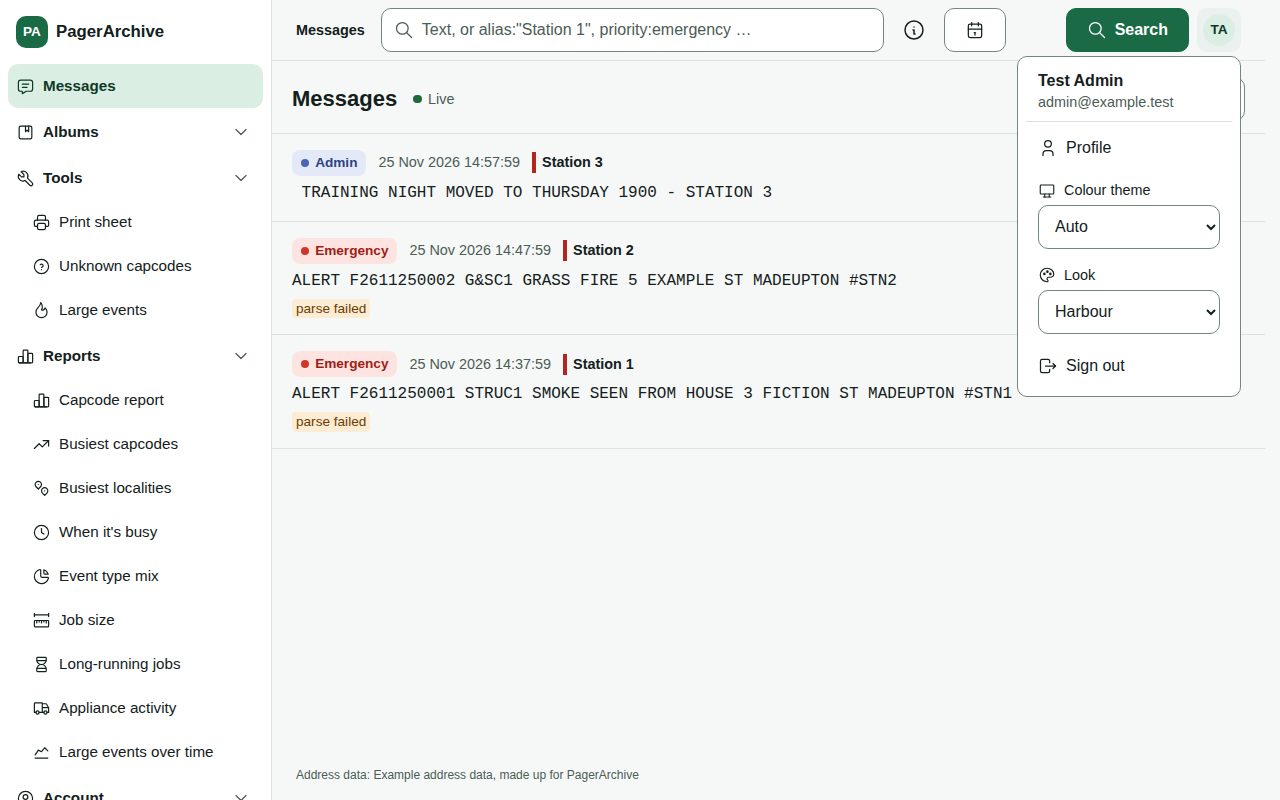 PA PagerArchive
Messages
Albums
Tools
Print sheet
Unknown capcodes
Large events
Reports
Capcode report
Busiest capcodes
Busiest localities
When it's busy
Event type mix
Job size
Long-running jobs
Appliance activity
Large events over time
Account
Messages
Text, or alias:"Station 1", priority:emergency …
Search
TA
Messages
Live
Admin 25 Nov 2026 14:57:59 Station 3
TRAINING NIGHT MOVED TO THURSDAY 1900 - STATION 3
Emergency 25 Nov 2026 14:47:59 Station 2
ALERT F2611250002 G&SC1 GRASS FIRE 5 EXAMPLE ST MADEUPTON #STN2
parse failed
Emergency 25 Nov 2026 14:37:59 Station 1
ALERT F2611250001 STRUC1 SMOKE SEEN FROM HOUSE 3 FICTION ST MADEUPTON #STN1
parse failed
Test Admin
admin@example.test
Profile
Colour theme
Auto
Look
Harbour
Sign out
Address data: Example address data, made up for PagerArchive